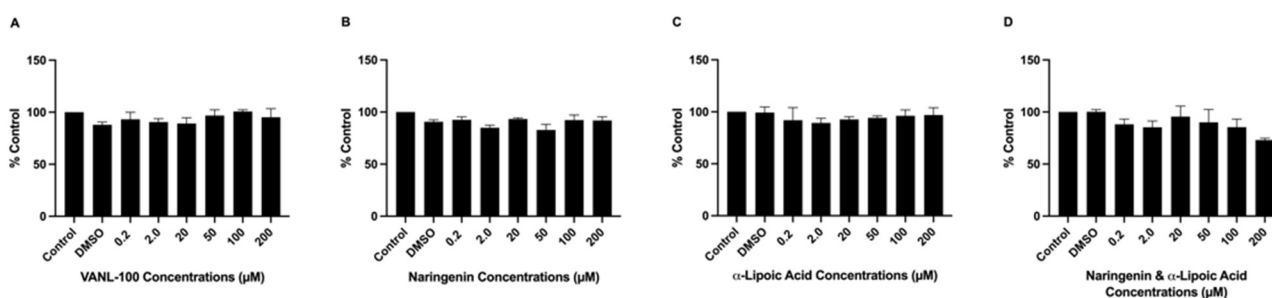 A
B
C
D
150
100
50
0
% Control
Control
DMSO
0.2
2.0
20
50
100
200
VANL-100 Concentrations (µM)
150
100
50
0
% Control
Control
DMSO
0.2
2.0
20
50
100
200
Naringenin Concentrations (µM)
150
100
50
0
% Control
Control
DMSO
0.2
2.0
20
50
100
200
α-Lipoic Acid Concentrations (µM)
150
100
50
0
% Control
Control
DMSO
0.2
2.0
20
50
100
200
Naringenin & α-Lipoic Acid
Concentrations (µM)